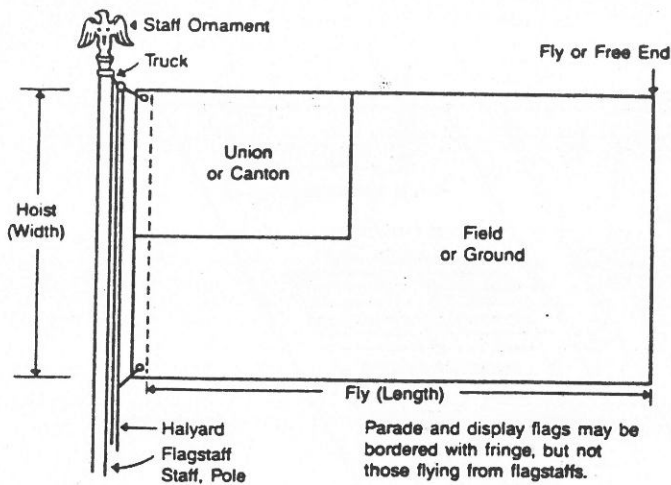 Staff Ornament
Truck
Fly or Free End
Union
or Canton
Hoist
(Width)
Field
or Ground
Fly (Length)
Halyard
Flagstaff
Staff, Pole
Parade and display flags may be
bordered with fringe, but not
those flying from flagstaffs.